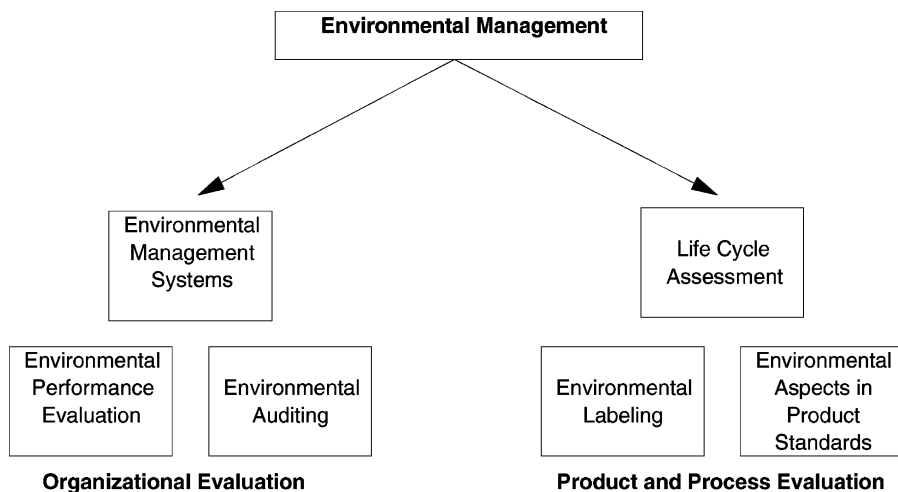 Environmental Management
Environmental
Management
Systems
Life Cycle
Assessment
Environmental
Performance
Evaluation
Environmental
Auditing
Environmental
Labeling
Environmental
Aspects in
Product
Standards
Organizational Evaluation
Product and Process Evaluation